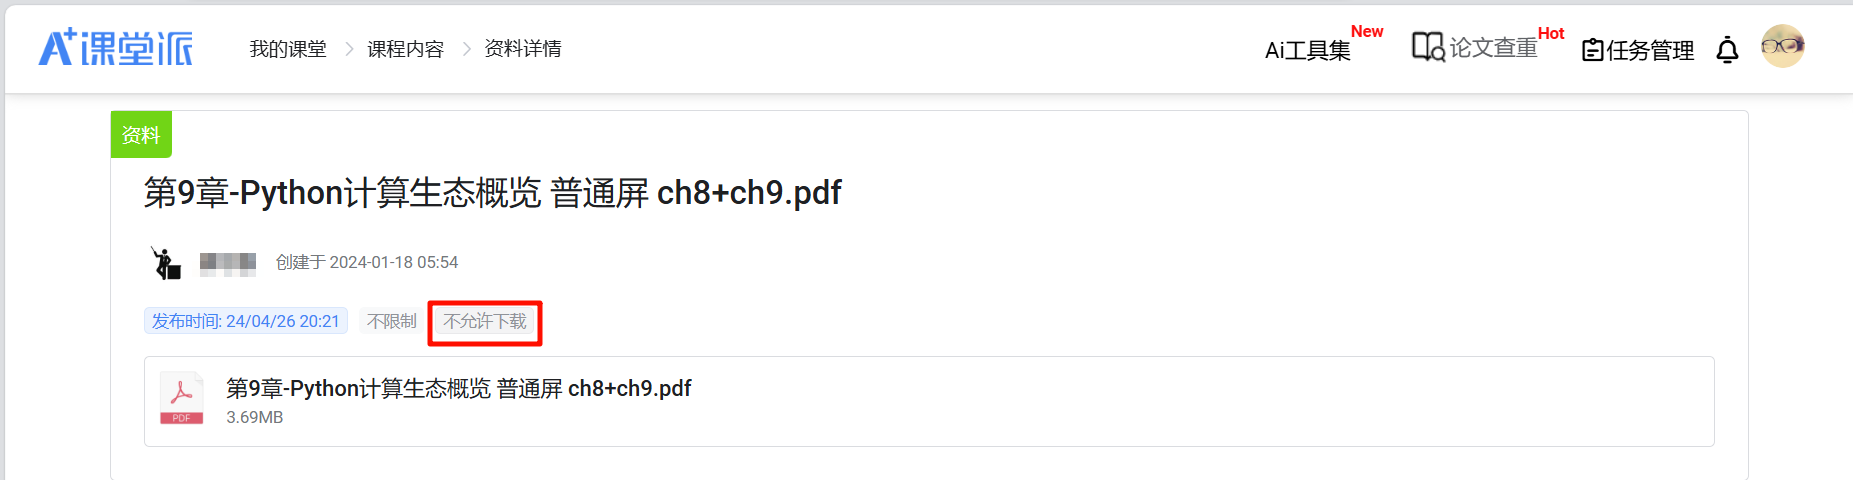 A+课堂派
我的课堂 > 课程内容 > 资料详情
Ai工具集 New
论文查重 Hot
任务管理
资料
第9章-Python计算生态概览 普通屏 ch8+ch9.pdf
创建于 2024-01-18 05:54
发布时间: 24/04/26 20:21 不限制 不允许下载
第9章-Python计算生态概览 普通屏 ch8+ch9.pdf
PDF
3.69MB